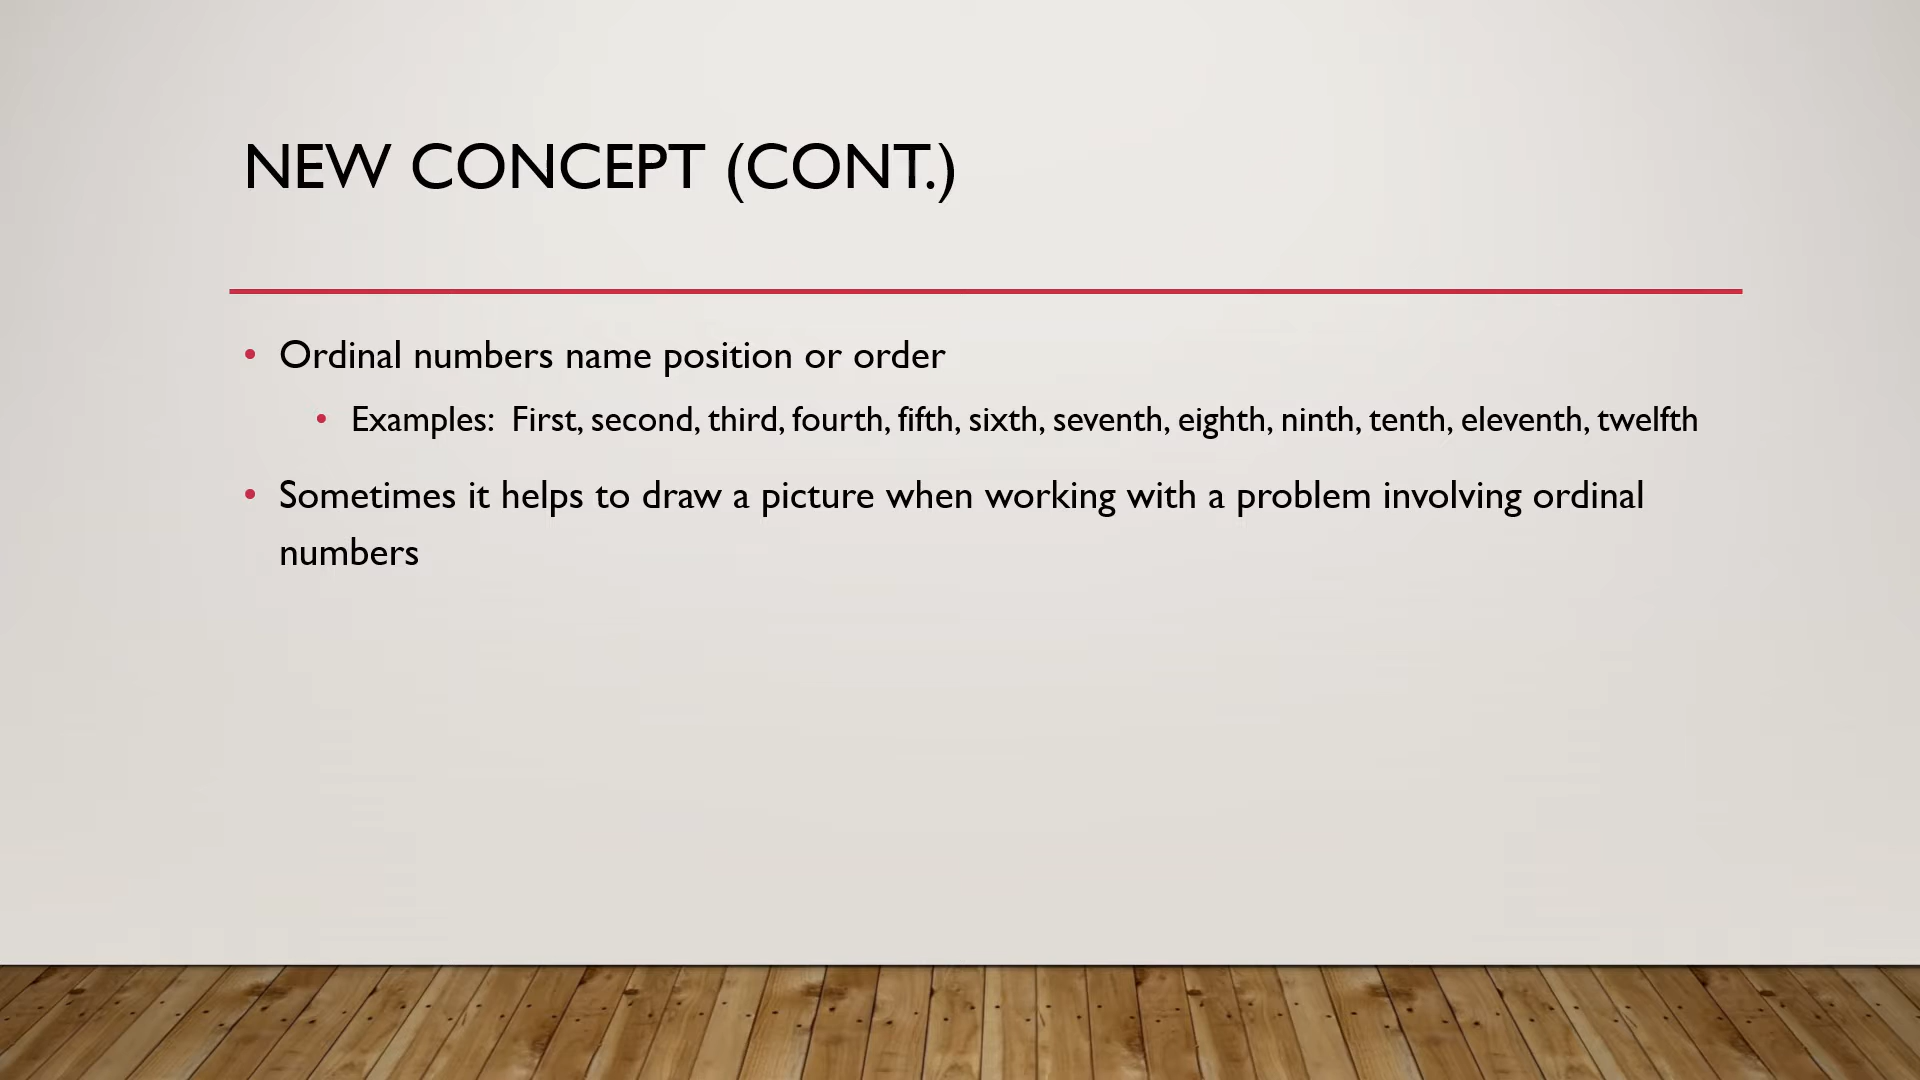 NEW CONCEPT (CONT.)
• Ordinal numbers name position or order
• Examples:  First, second, third, fourth, fifth, sixth, seventh, eighth, ninth, tenth, eleventh, twelfth
• Sometimes it helps to draw a picture when working with a problem involving ordinal
numbers